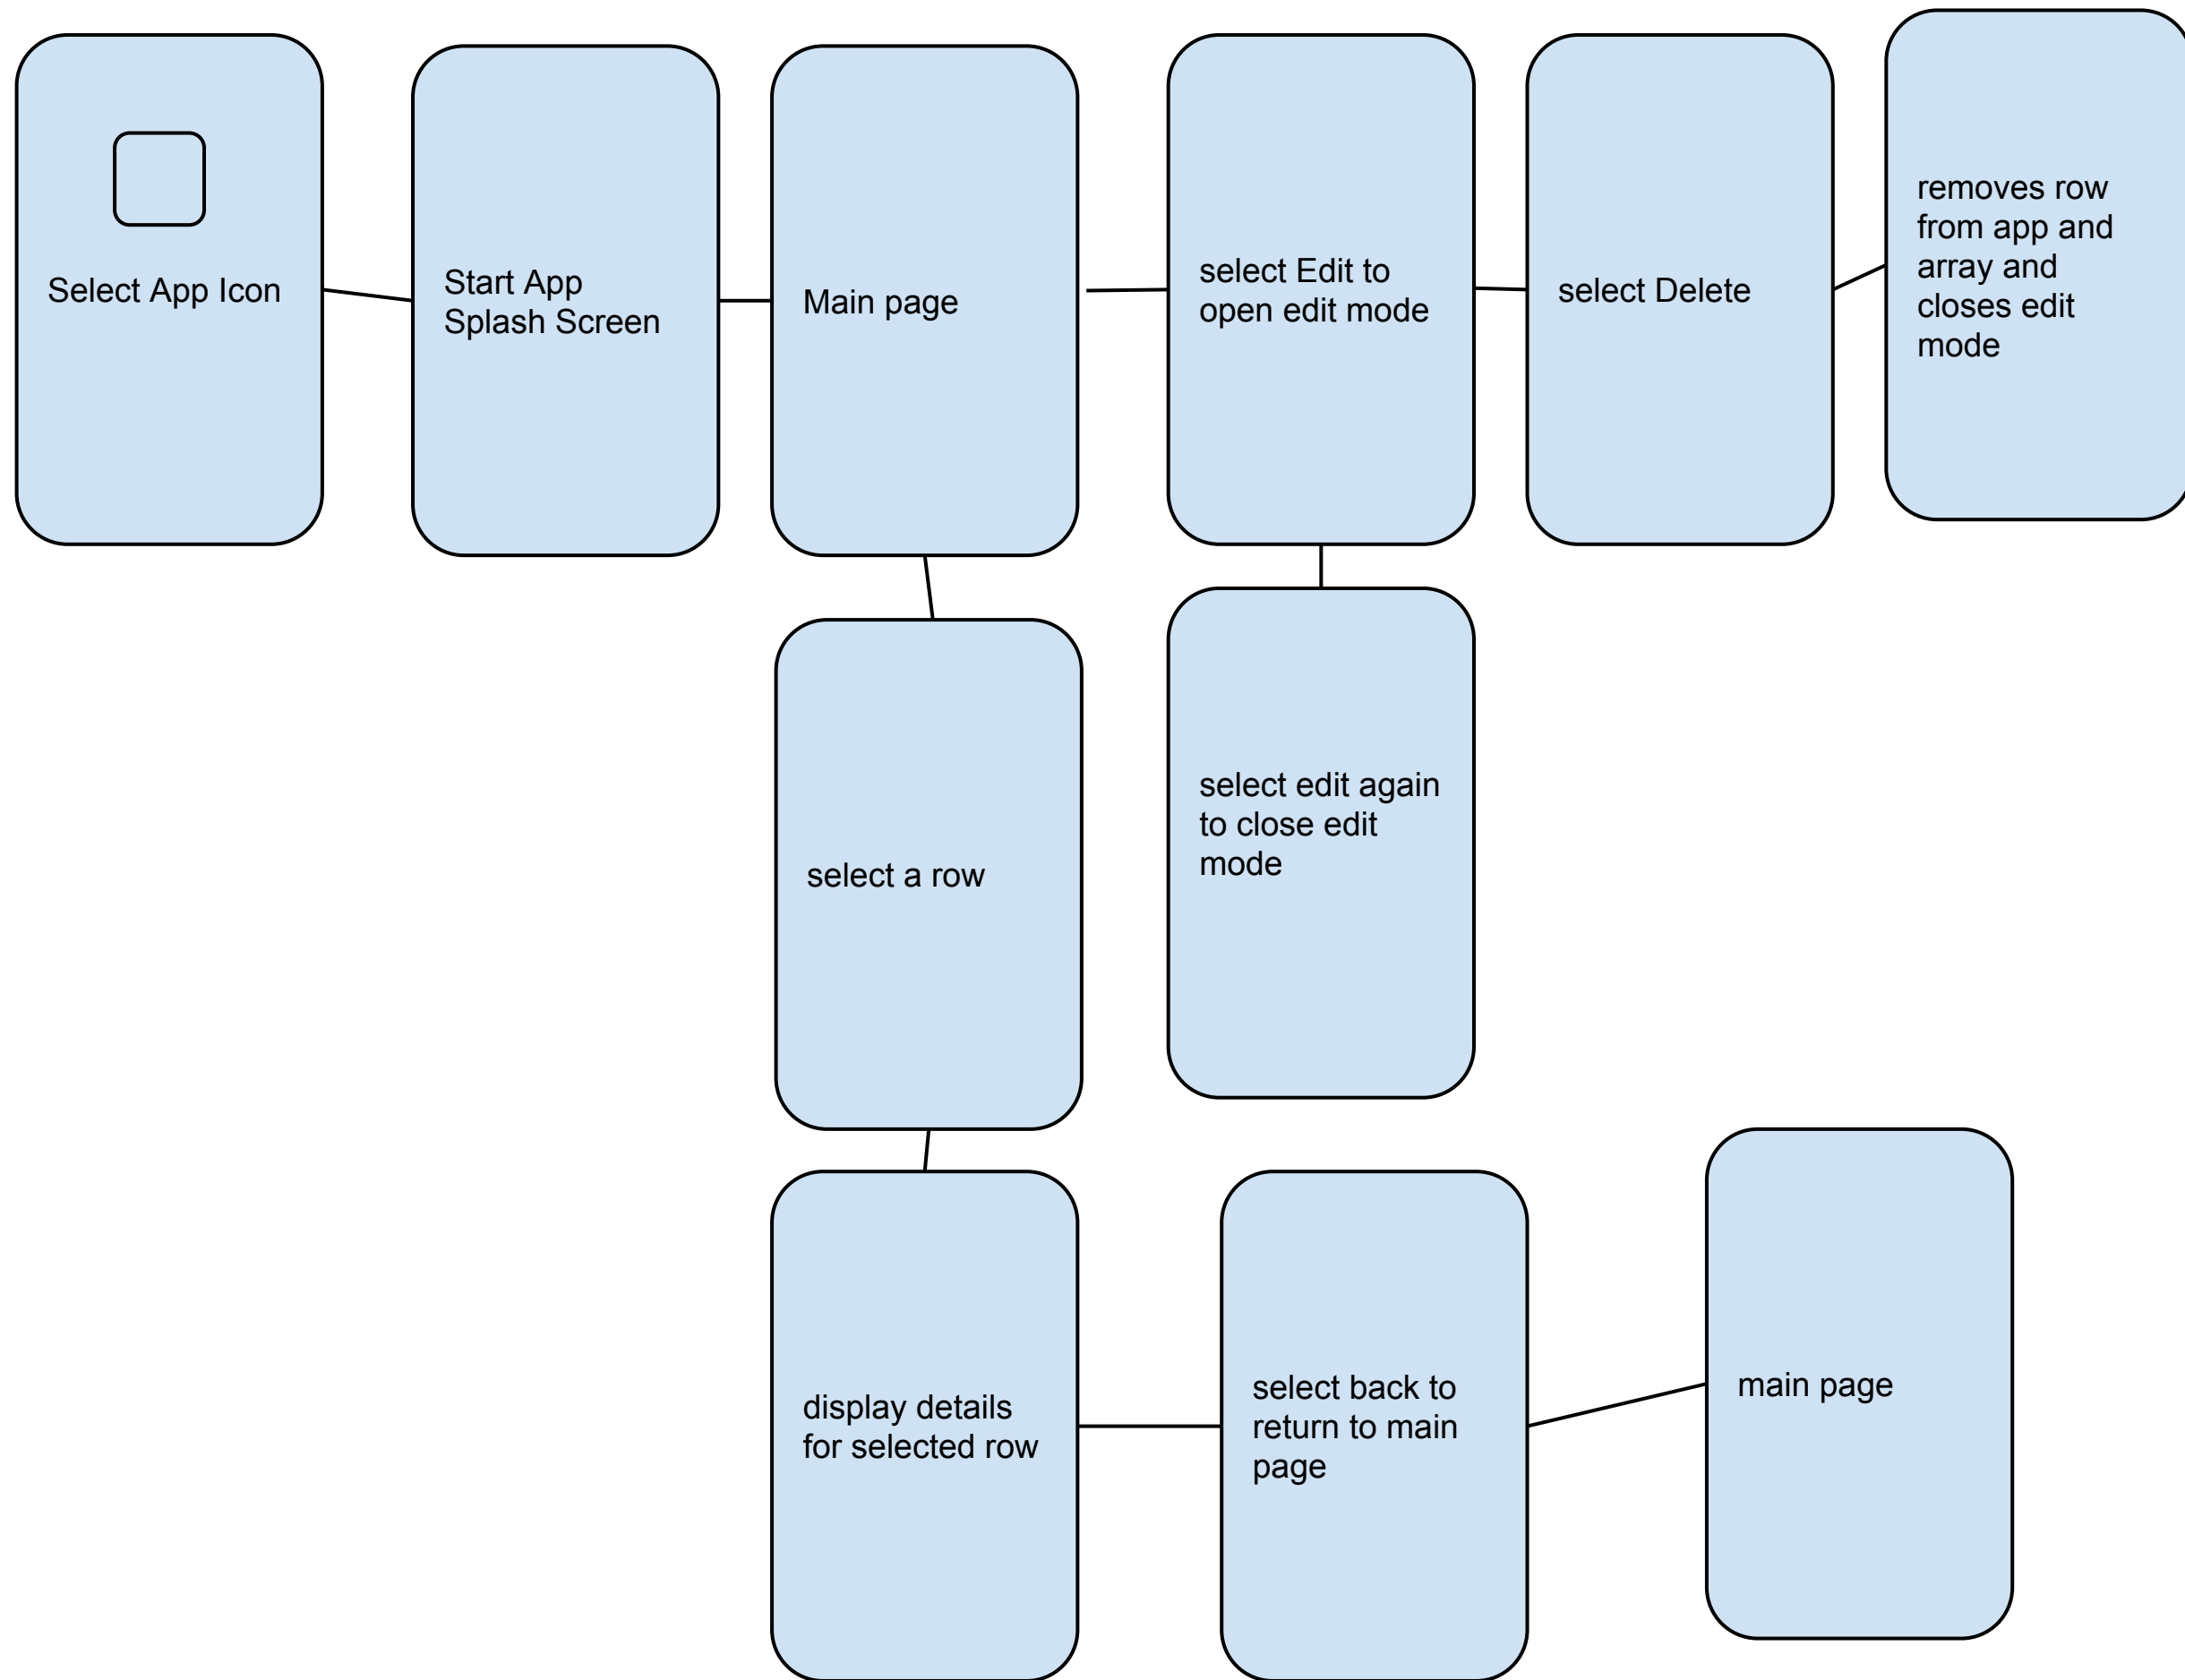 Select App Icon
Start App
Splash Screen
Main page
select Edit to
open edit mode
select Delete
removes row
from app and
array and
closes edit
mode
select a row
select edit again
to close edit
mode
display details
for selected row
select back to
return to main
page
main page